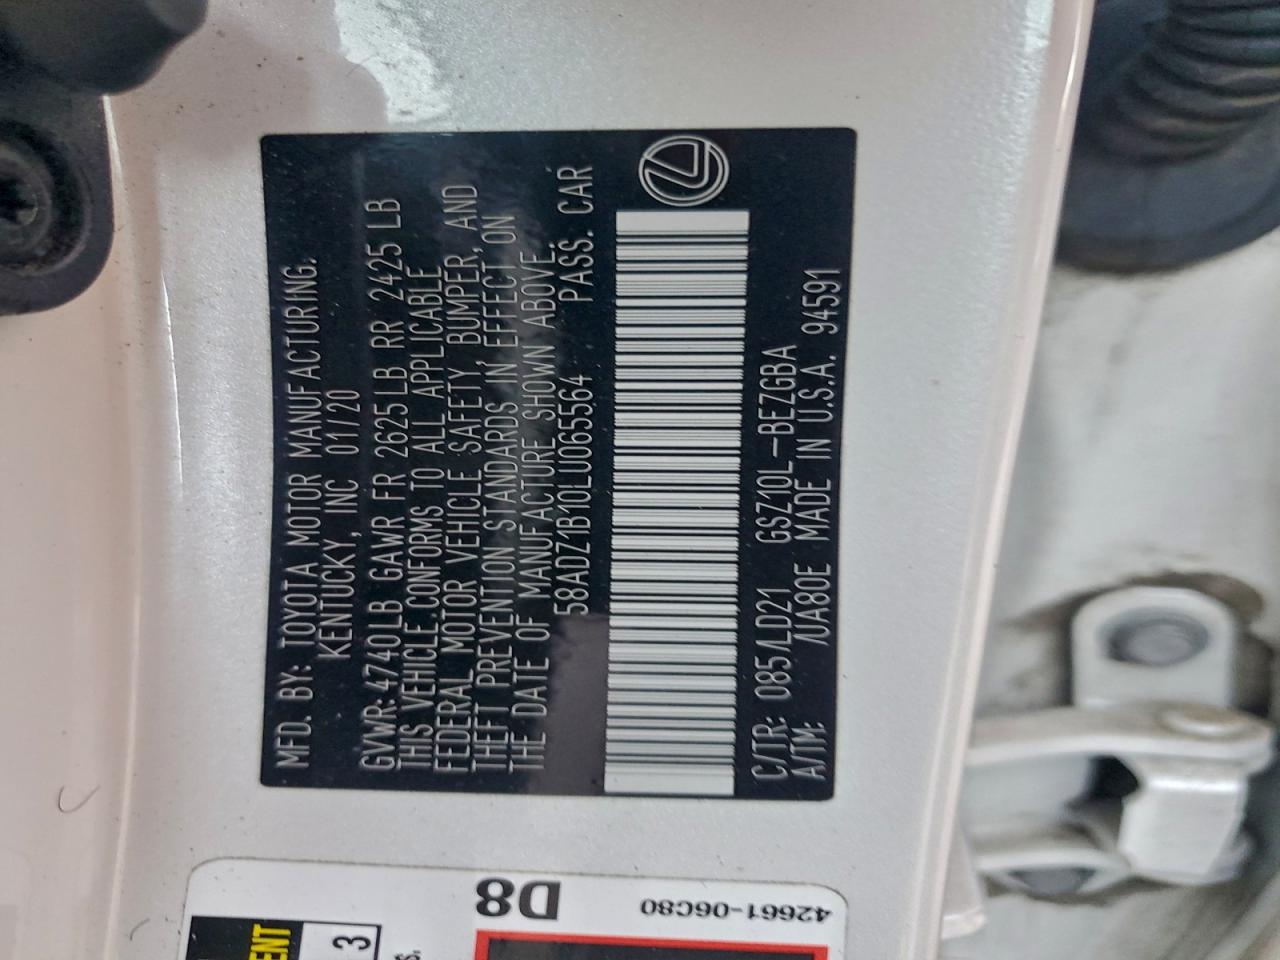 MFD. BY: TOYOTA MOTOR MANUFACTURING.
KENTUCKY, INC 01/20
GVWR:4740LB GAWR FR 2625LB RR 2425 LB
THIS VEHICLE CONFORMS TO ALL APPLICABLE
FEDERAL MOTOR VEHICLE SAFETY, BUMPER, AND
THEFT PREVENTION STANDARDS IN EFFECT ON
THE DATE OF MANUFACTURE SHOWN ABOVE.
58ADZ1B10LU065564 PASS. CAR
C/TR: 085/LD21 GSZ10L-BEZGBA
A/TM: /UA80E MADE IN U.S.A. 94591
D8
42661-06C80
3